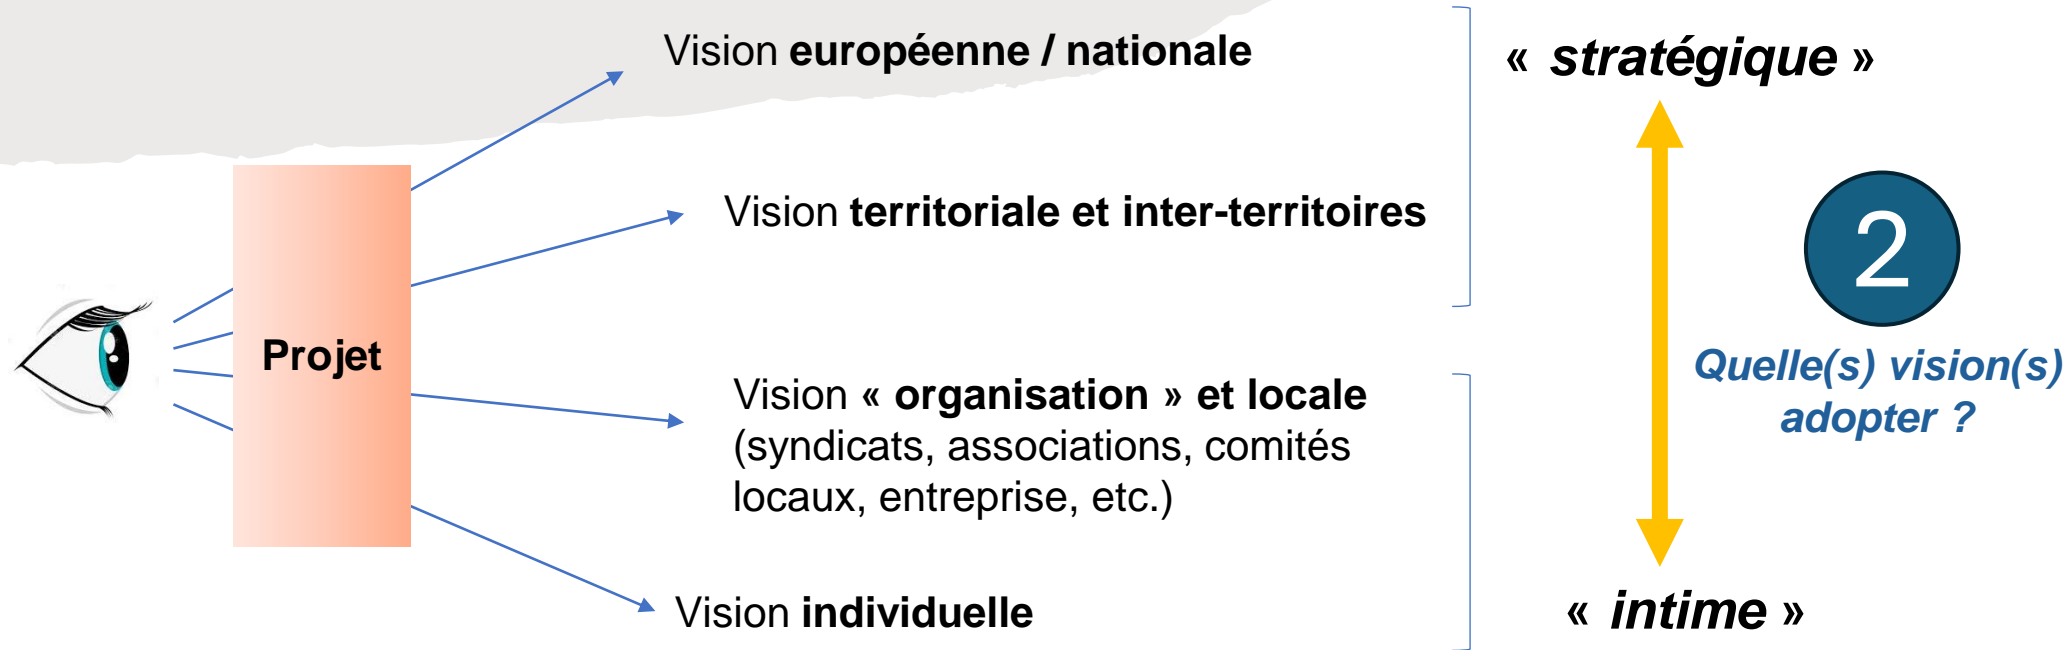 Vision européenne / nationale
« stratégique »
Vision territoriale et inter-territoires
2
Projet
Quelle(s) vision(s)
adopter ?
Vision « organisation » et locale
(syndicats, associations, comités
locaux, entreprise, etc.)
Vision individuelle
« intime »